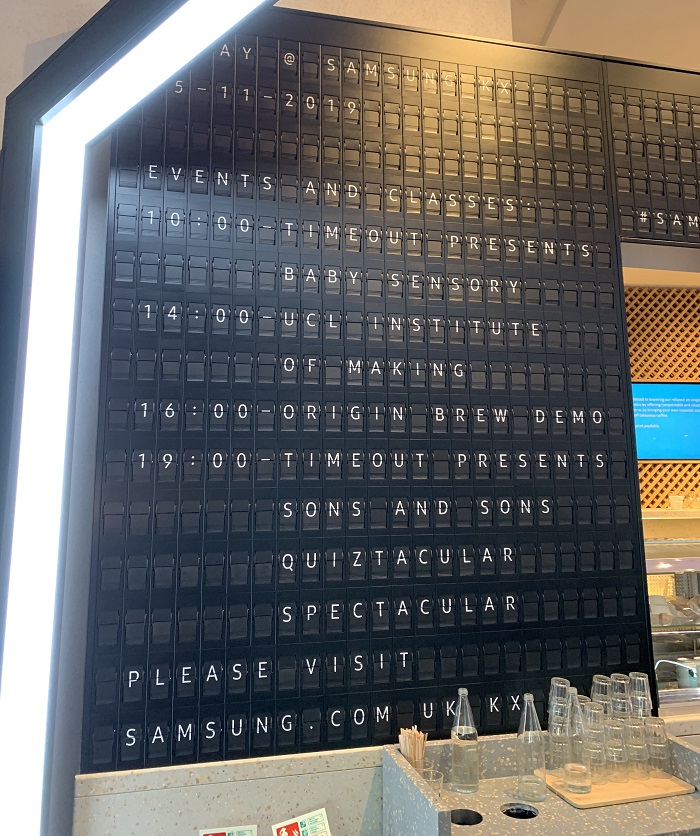 AY @ SAMSUNG KX
5-11-2019
EVENTS AND CLASSES:
10:00-TIMEOUT PRESENTS
BABY SENSORY
14:00-UCL INSTITUTE
OF MAKING
16:00-ORIGIN BREW DEMO
19:00-TIMEOUT PRESENTS
SONS AND SONS
QUIZTACULAR
SPECTACULAR
PLEASE VISIT
SAMSUNG.COM UK KX
#SAM